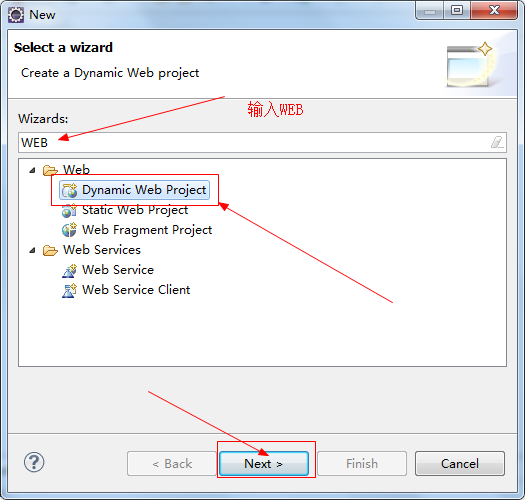 New
Select a wizard
Create a Dynamic Web project
输入WEB
Wizards:
WEB
Web
Dynamic Web Project
Static Web Project
Web Fragment Project
Web Services
Web Service
Web Service Client
?
< Back
Next >
Finish
Cancel